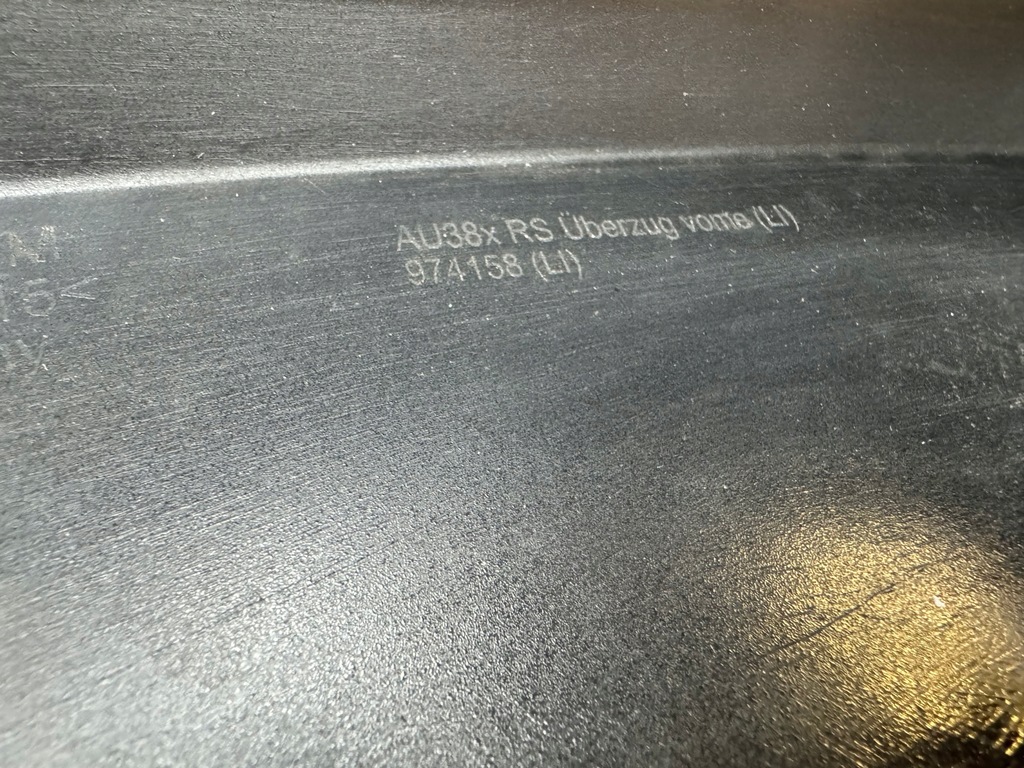 AU38x RS Überzug vorne (LI)
974158 (LI)